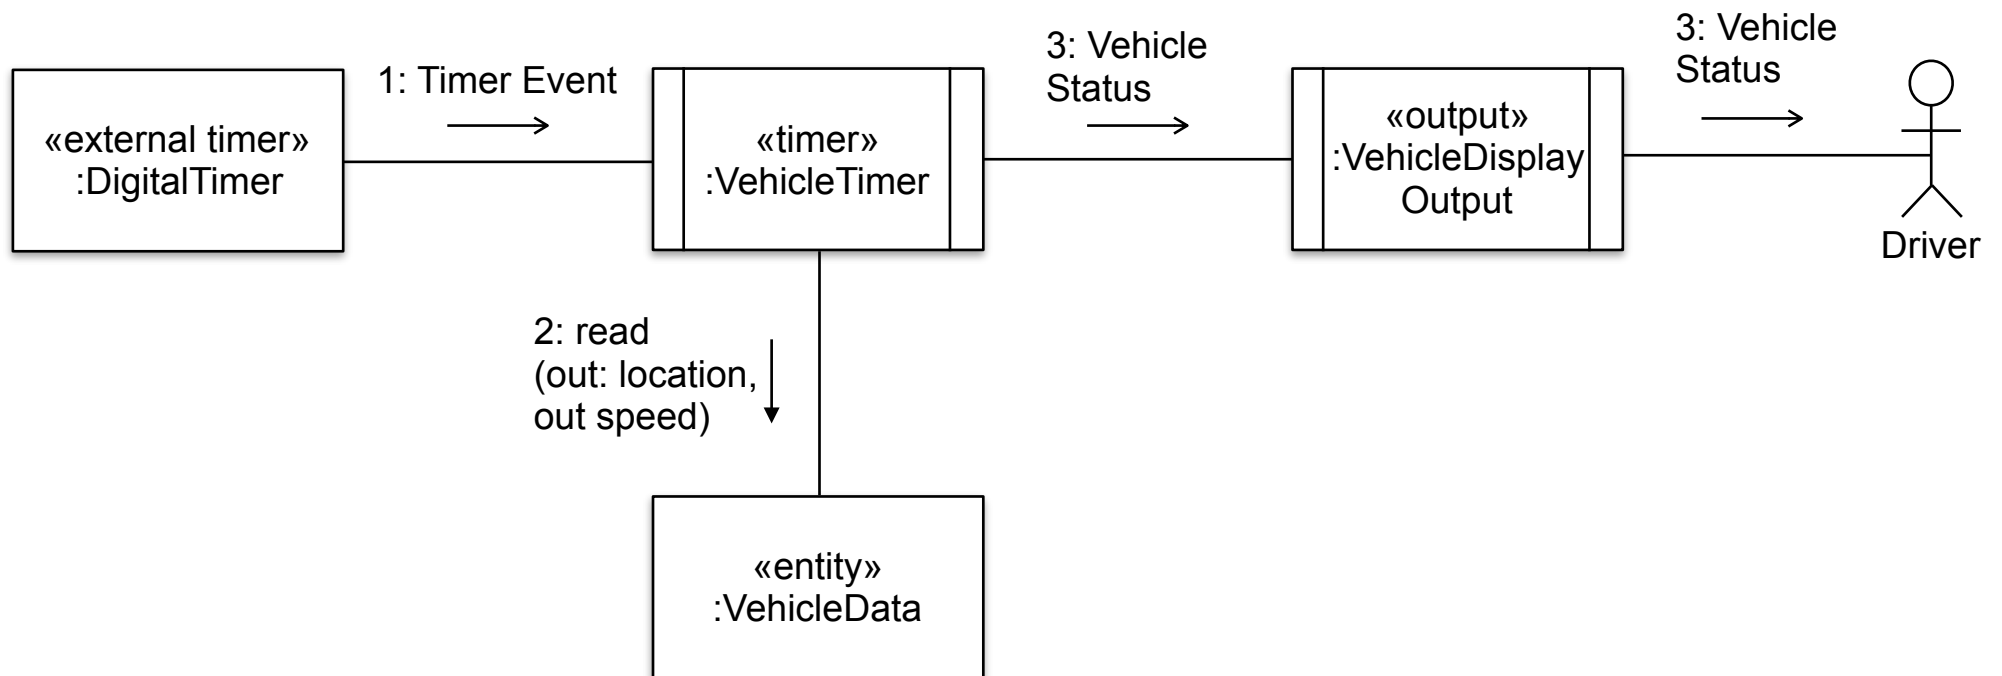 «external timer»
:DigitalTimer
1: Timer Event
«timer»
:VehicleTimer
3: Vehicle
Status
«output»
:VehicleDisplay
Output
3: Vehicle
Status
Driver
2: read
(out: location,
out speed)
«entity»
:VehicleData